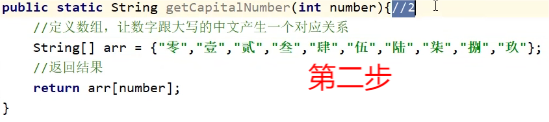 public static String getCapitalNumber(int number){//2
//定义数组，让数字跟大写的中文产生一个对应关系
String[] arr = {"零","壹","贰","叁","肆","伍","陆","柒","捌","玖"};
//返回结果
return arr[number];
第二步
}